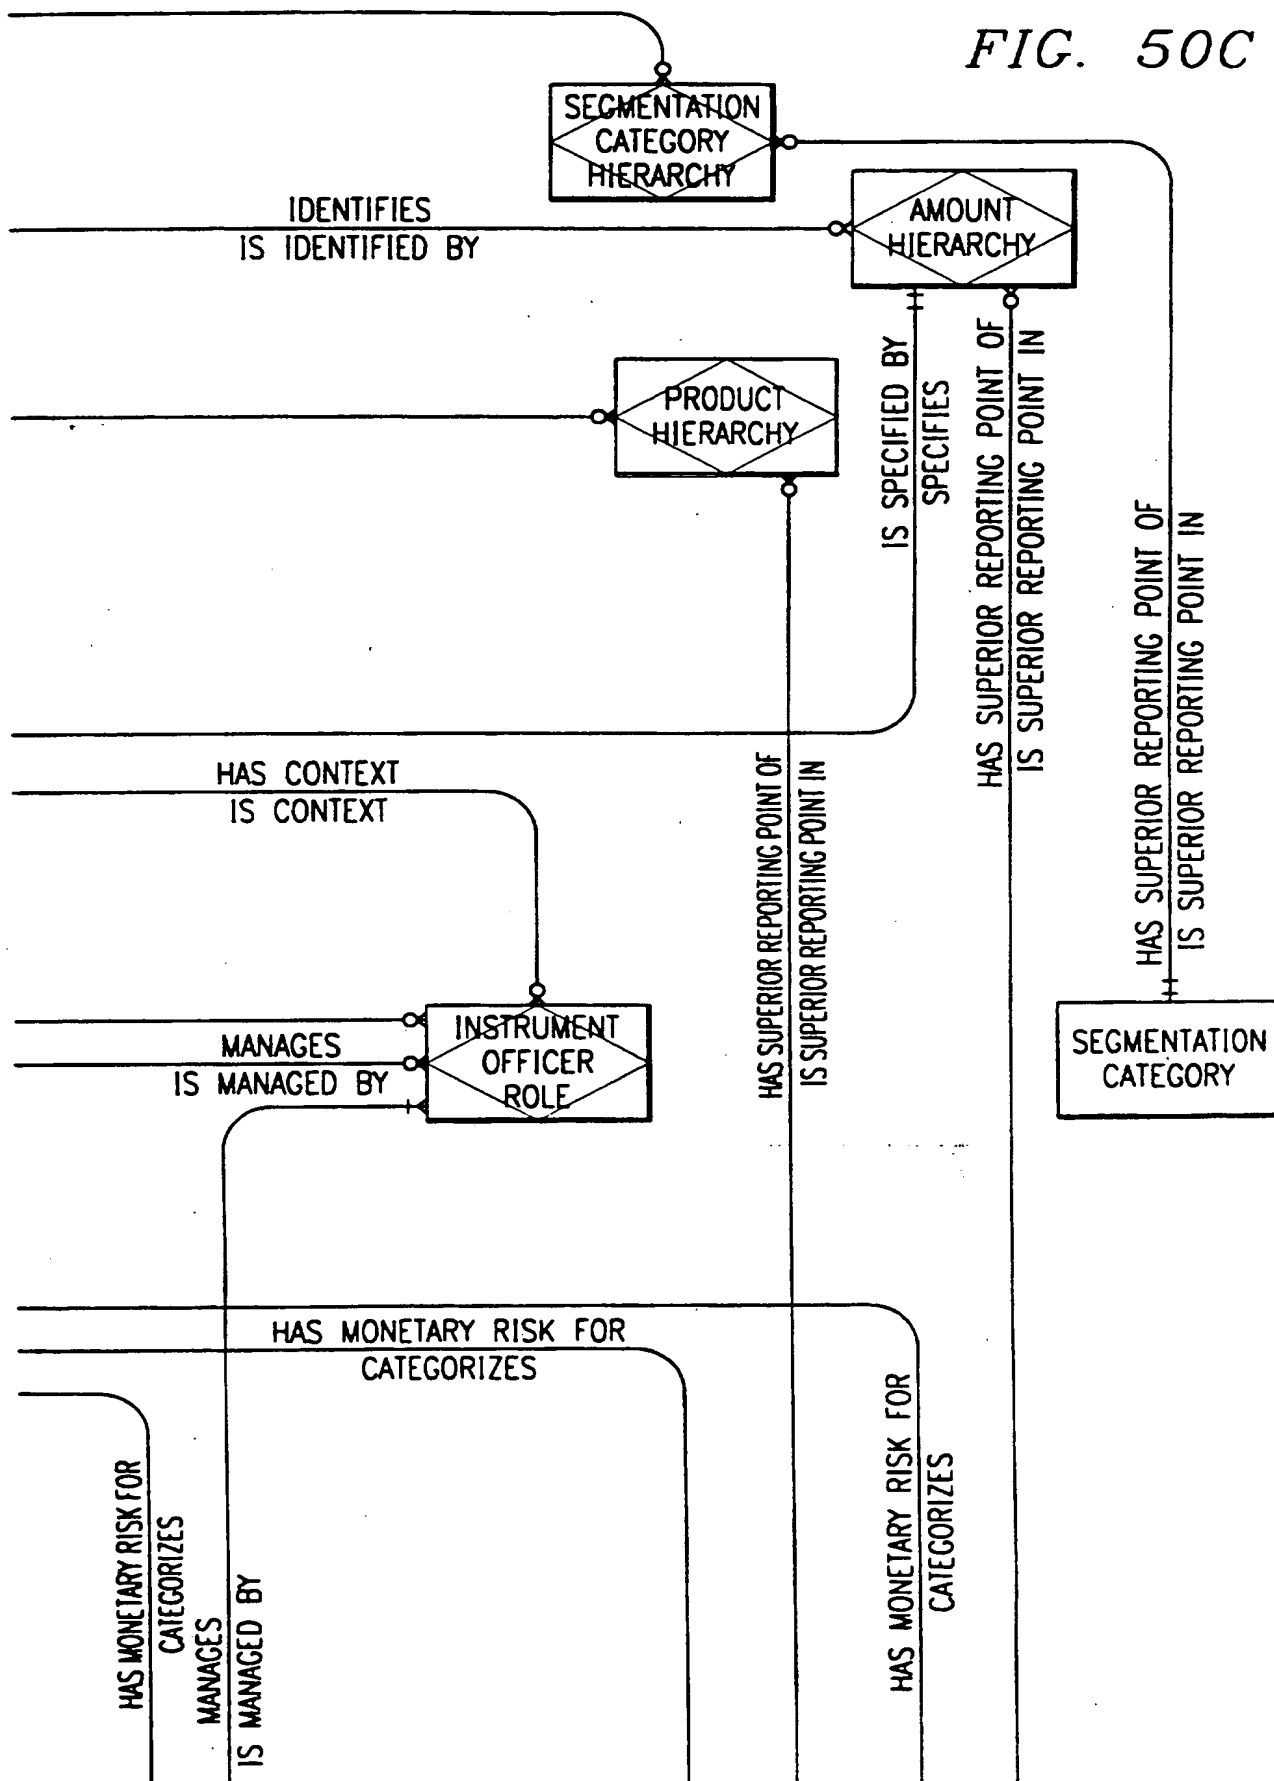 FIG. 50C
SEGMENTATION
CATEGORY
HIERARCHY
IDENTIFIES
IS IDENTIFIED BY
AMOUNT
HIERARCHY
PRODUCT
HIERARCHY
IS SPECIFIED BY
SPECIFIES
HAS SUPERIOR REPORTING POINT OF
IS SUPERIOR REPORTING POINT IN
HAS SUPERIOR REPORTING POINT OF
IS SUPERIOR REPORTING POINT IN
HAS CONTEXT
IS CONTEXT
HAS SUPERIOR REPORTING POINT OF
IS SUPERIOR REPORTING POINT IN
INSTRUMENT
OFFICER
ROLE
MANAGES
IS MANAGED BY
SEGMENTATION
CATEGORY
HAS MONETARY RISK FOR
CATEGORIZES
HAS MONETARY RISK FOR
CATEGORIZES
MANAGES
IS MANAGED BY
HAS MONETARY RISK FOR
CATEGORIZES